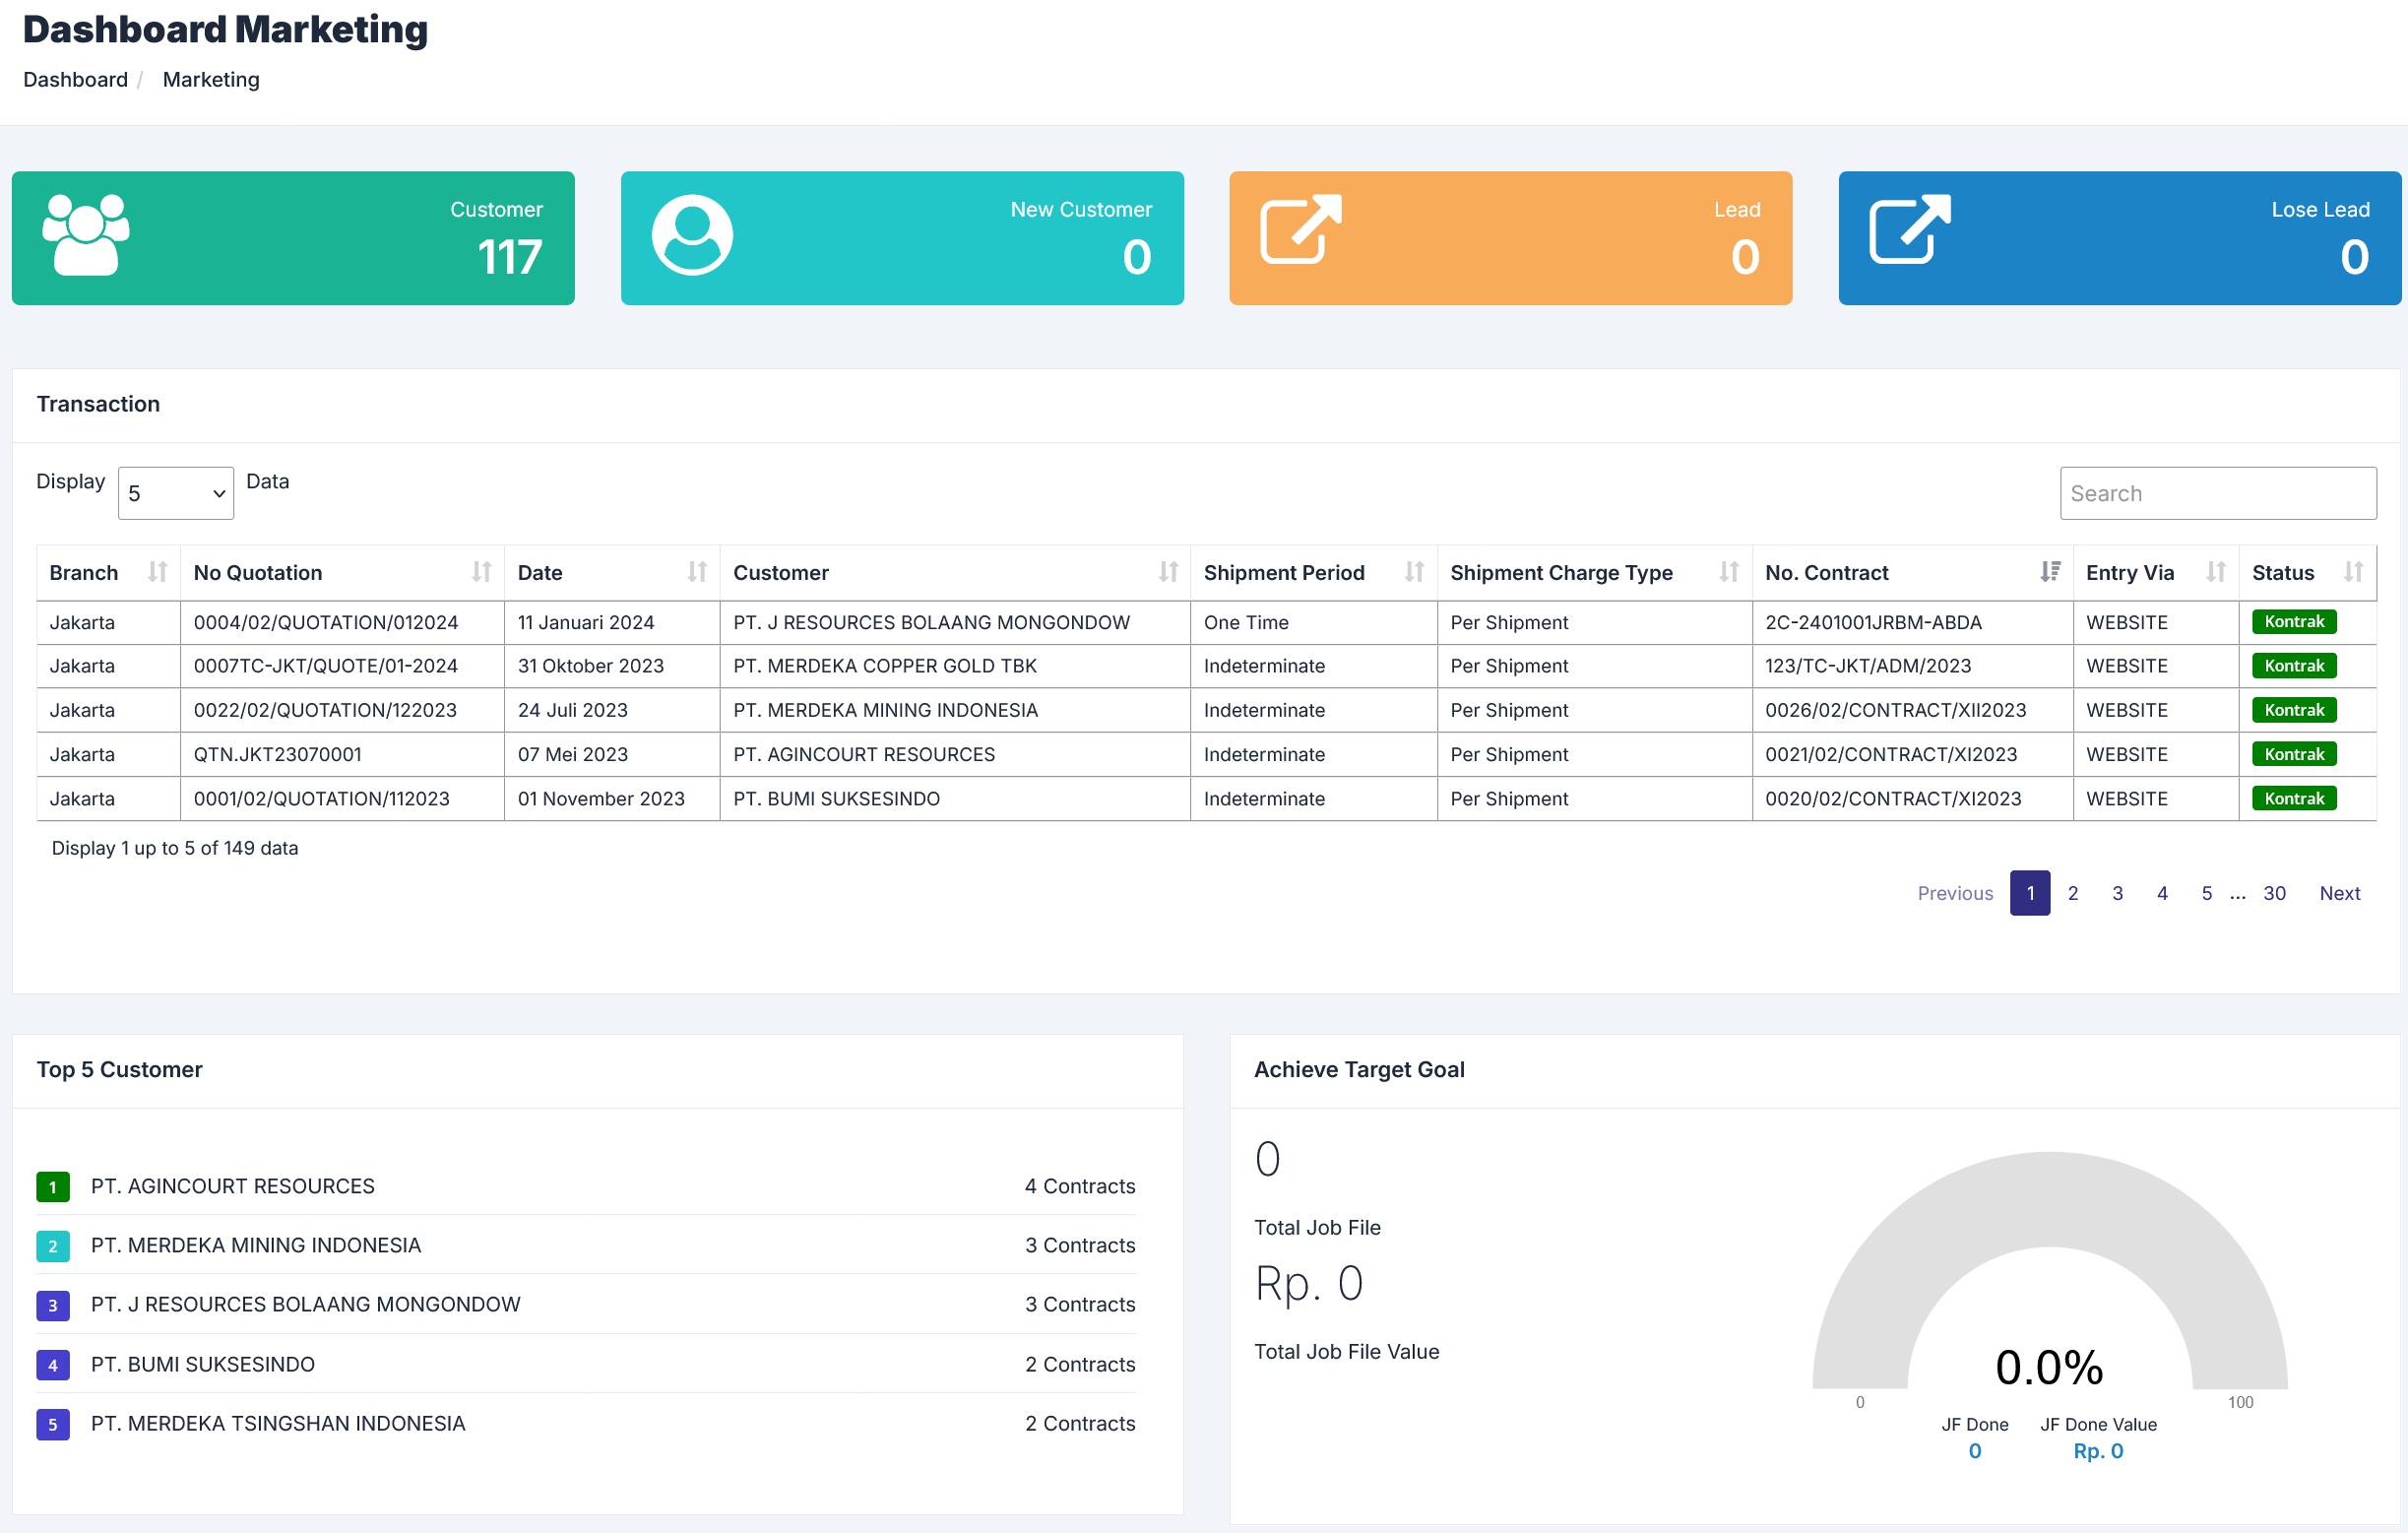 Dashboard Marketing
Dashboard / Marketing
Customer
117
New Customer
0
Lead
0
Lose Lead
0
Transaction
Display 5 Data
Search
Branch No Quotation Date Customer Shipment Period Shipment Charge Type No. Contract Entry Via Status
Jakarta 0004/02/QUOTATION/012024 11 Januari 2024 PT. J RESOURCES BOLAANG MONGONDOW One Time Per Shipment 2C-2401001JRBM-ABDA WEBSITE Kontrak
Jakarta 0007TC-JKT/QUOTE/01-2024 31 Oktober 2023 PT. MERDEKA COPPER GOLD TBK Indeterminate Per Shipment 123/TC-JKT/ADM/2023 WEBSITE Kontrak
Jakarta 0022/02/QUOTATION/122023 24 Juli 2023 PT. MERDEKA MINING INDONESIA Indeterminate Per Shipment 0026/02/CONTRACT/XII2023 WEBSITE Kontrak
Jakarta QTN.JKT23070001 07 Mei 2023 PT. AGINCOURT RESOURCES Indeterminate Per Shipment 0021/02/CONTRACT/XI2023 WEBSITE Kontrak
Jakarta 0001/02/QUOTATION/112023 01 November 2023 PT. BUMI SUKSESINDO Indeterminate Per Shipment 0020/02/CONTRACT/XI2023 WEBSITE Kontrak
Display 1 up to 5 of 149 data
Previous 1 2 3 4 5 ... 30 Next
Top 5 Customer
1 PT. AGINCOURT RESOURCES 4 Contracts
2 PT. MERDEKA MINING INDONESIA 3 Contracts
3 PT. J RESOURCES BOLAANG MONGONDOW 3 Contracts
4 PT. BUMI SUKSESINDO 2 Contracts
5 PT. MERDEKA TSINGSHAN INDONESIA 2 Contracts
Achieve Target Goal
0
Total Job File
Rp. 0
Total Job File Value
0.0%
0 100
JF Done JF Done Value
0 Rp. 0